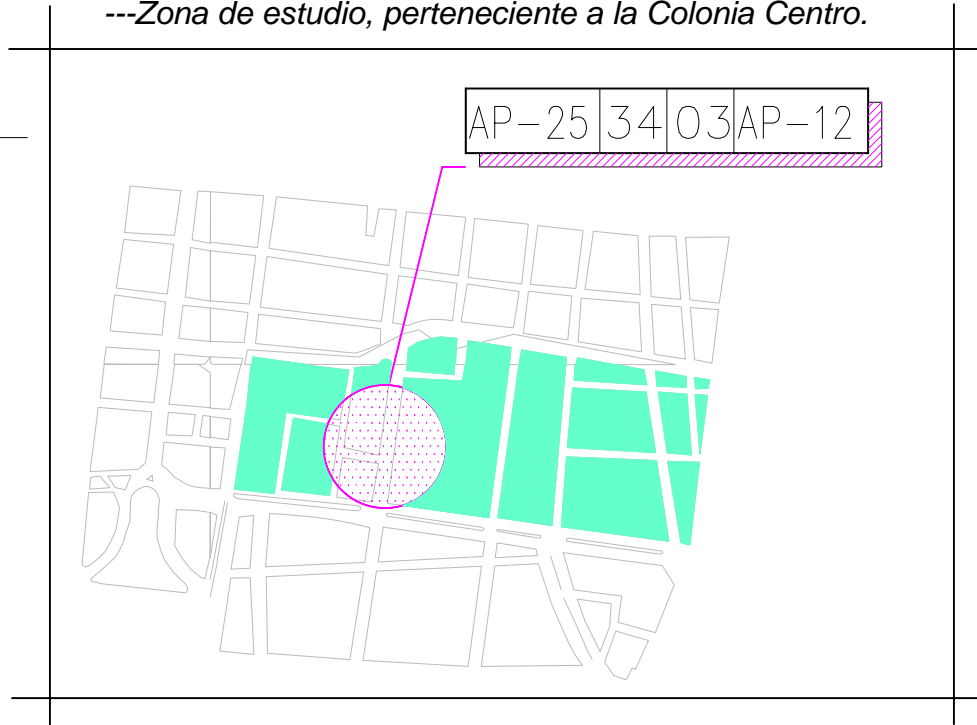 ---Zona de estudio, perteneciente a la Colonia Centro.
AP-25 34 03 AP-12